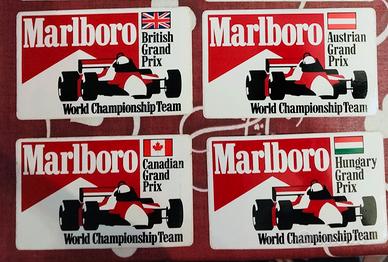 Marlboro
British
Grand
Prix
World Championship Team
Marlboro
Austrian
Grand
Prix
World Championship Team
Marlboro
Canadian
Grand
Prix
World Championship Team
Marlboro
Hungary
Grand
Prix
World Championship Team